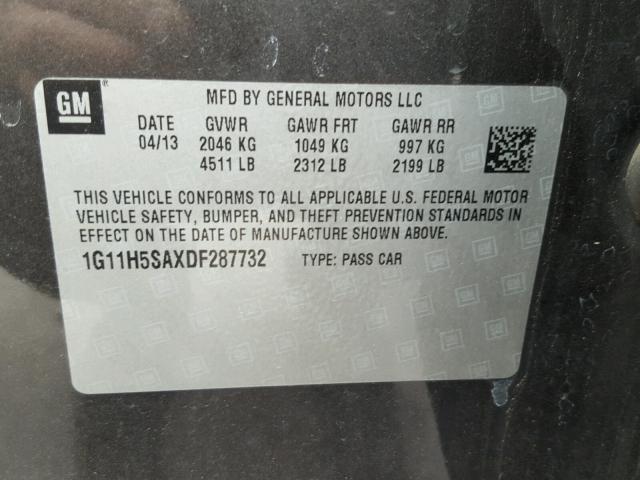 GM ®
MFD BY GENERAL MOTORS LLC
DATE GVWR GAWR FRT GAWR RR
04/13 2046 KG 1049 KG 997 KG
4511 LB 2312 LB 2199 LB
THIS VEHICLE CONFORMS TO ALL APPLICABLE U.S. FEDERAL MOTOR
VEHICLE SAFETY, BUMPER, AND THEFT PREVENTION STANDARDS IN
EFFECT ON THE DATE OF MANUFACTURE SHOWN ABOVE.
1G11H5SAXDF287732 TYPE: PASS CAR